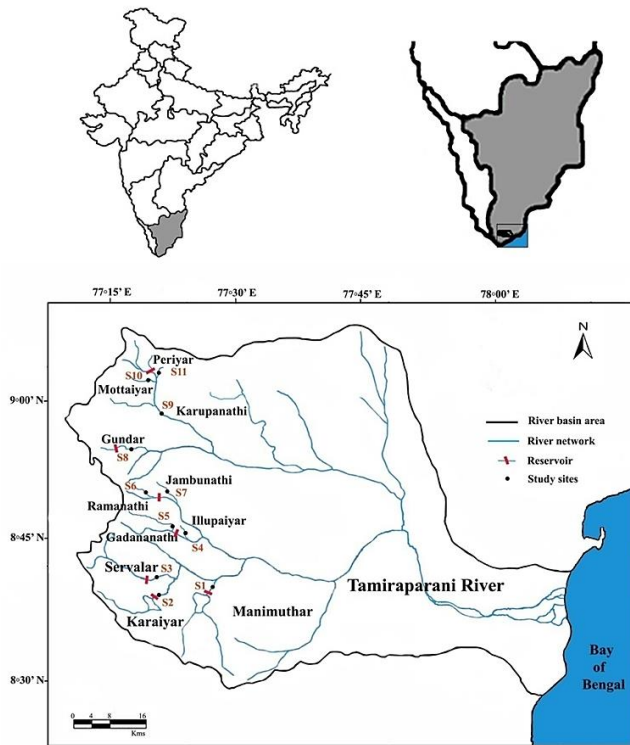 77°15' E
77°30' E
77°45' E
78°00' E
N
Periyar
S10
S11
Mottaiyar
9°00'
S9
Karupanathi
River basin area
Gundar
River network
S8
Reservoir
Study sites
Jambunathi
S6
S7
Ramanathi
S5
Illupaiyar
8°45'
Gadananathi
S4
Servalar
S3
S1
Tamiraparani River
S2
Manimuthar
Karaiyar
Bay
of
Bengal
8°30' N
0 4 8 16
Kms